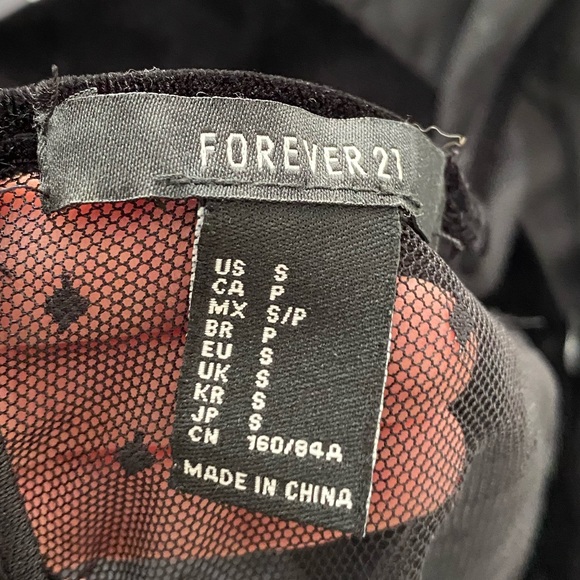 FOREVER 21
US S
CA P
MX S/P
BR P
EU S
UK S
KR S
JP S
CN 160/84A
MADE IN CHINA